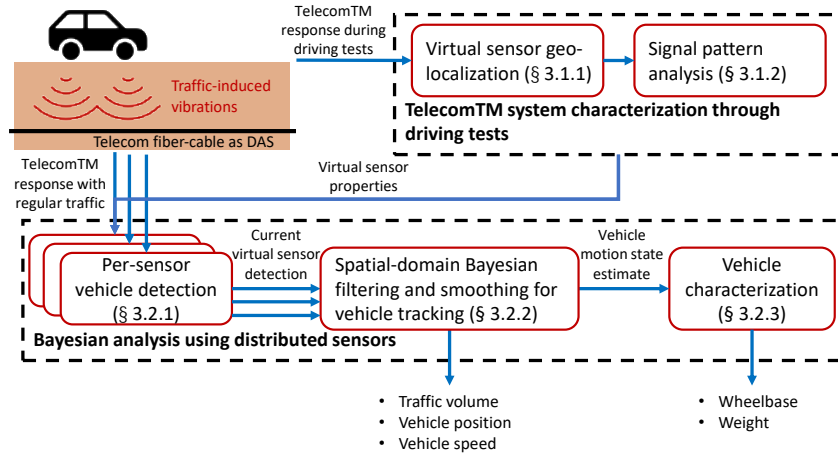 TelecomTM
response during
driving tests
Virtual sensor geo-
localization (§ 3.1.1)
Signal pattern
analysis (§ 3.1.2)
TelecomTM system characterization through
driving tests
Traffic-induced
vibrations
Telecom fiber-cable as DAS
TelecomTM
response with
regular traffic
Virtual sensor
properties
Per-sensor
vehicle detection
(§ 3.2.1)
Current
virtual sensor
detection
Spatial-domain Bayesian
filtering and smoothing for
vehicle tracking (§ 3.2.2)
Vehicle
motion state
estimate
Vehicle
characterization
(§ 3.2.3)
Bayesian analysis using distributed sensors
• Traffic volume
• Vehicle position
• Vehicle speed
• Wheelbase
• Weight